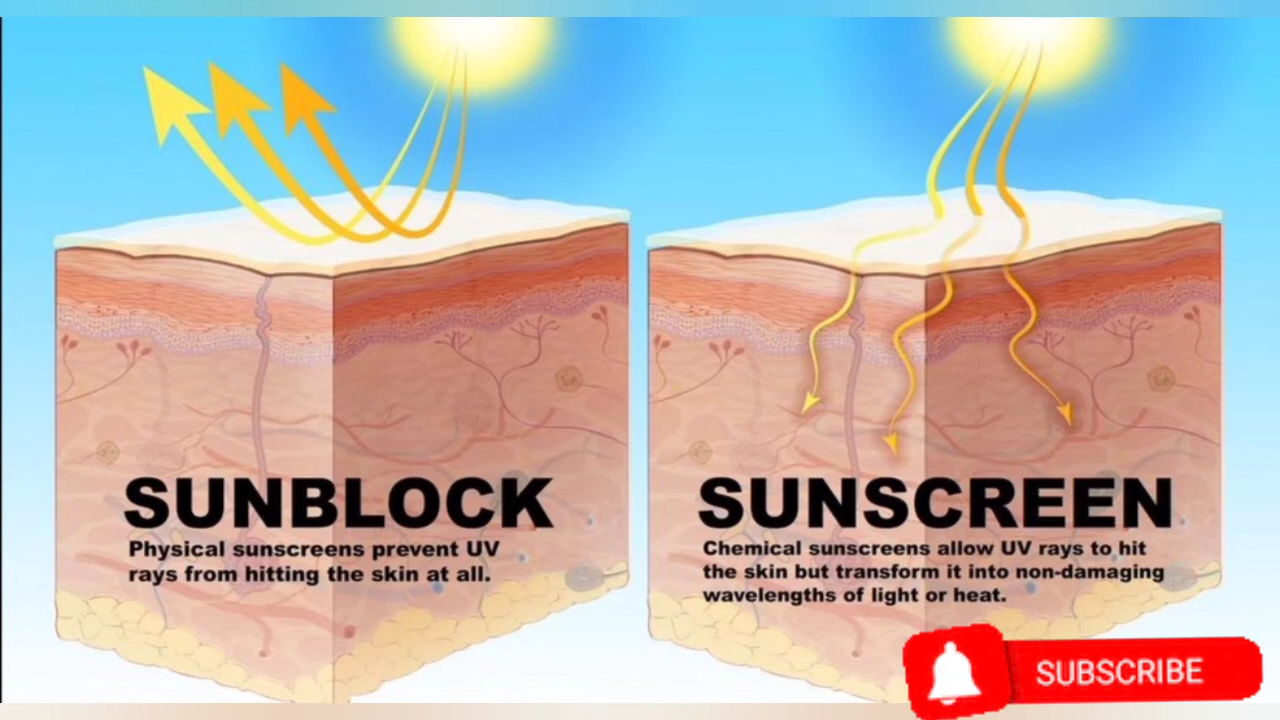 SUNBLOCK
Physical sunscreens prevent UV
rays from hitting the skin at all.
SUNSCREEN
Chemical sunscreens allow UV rays to hit
the skin but transform it into non-damaging
wavelengths of light or heat.
SUBSCRIBE